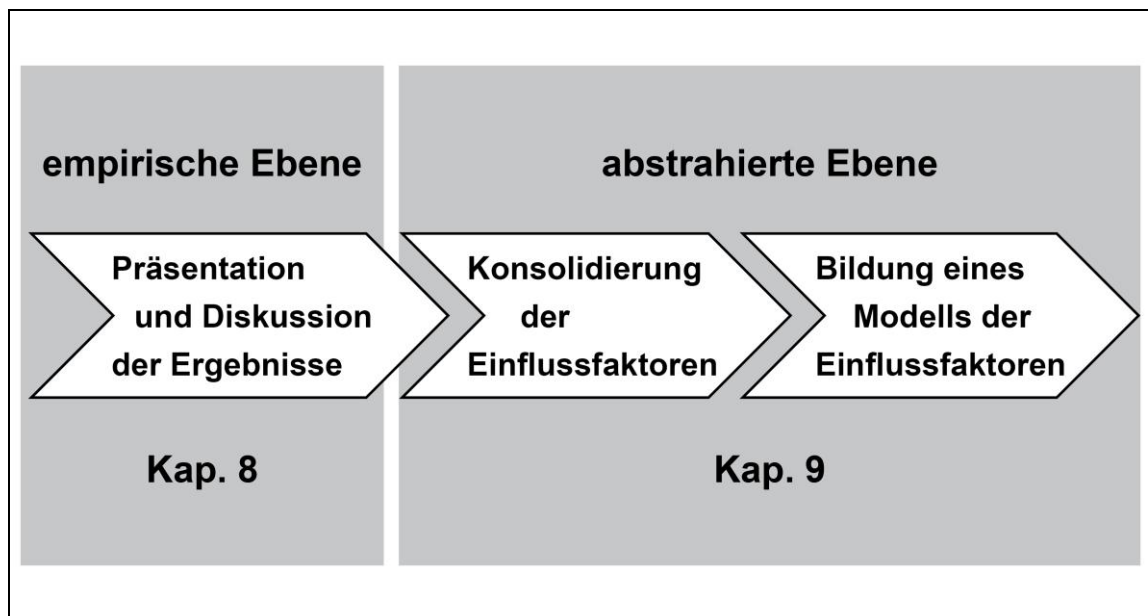 empirische Ebene
abstrahierte Ebene
Präsentation
und Diskussion
der Ergebnisse
Konsolidierung
der
Einflussfaktoren
Bildung eines
Modells der
Einflussfaktoren
Kap. 8
Kap. 9